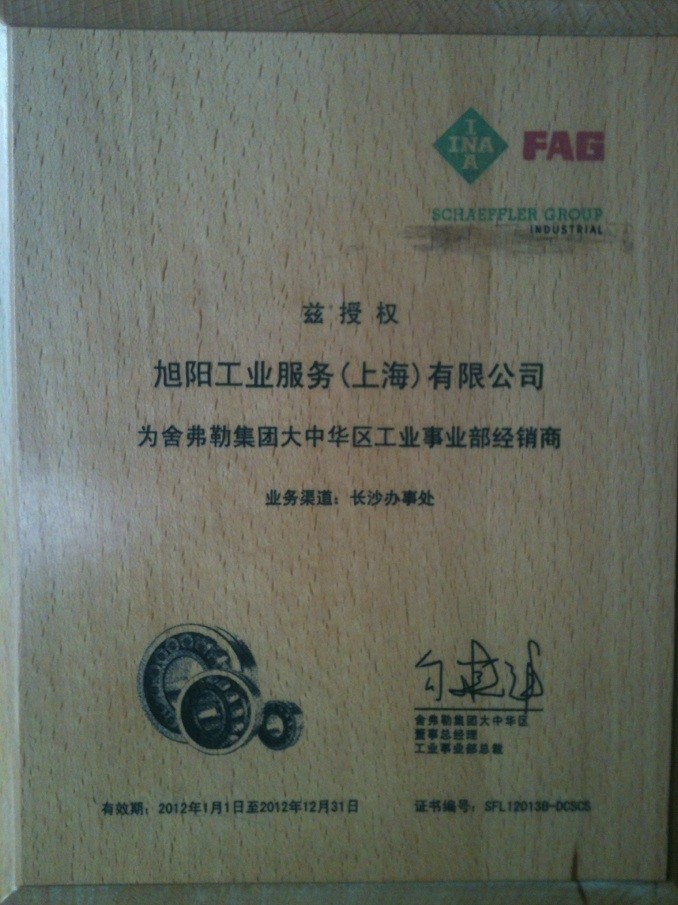 INA
INA
FAG
SCHAEFFLER GROUP
INDUSTRIAL
兹授权
旭阳工业服务(上海)有限公司
为舍弗勒集团大中华区工业事业部经销商
业务渠道：长沙办事处
舍弗勒集团大中华区
董事总经理
工业事业部总裁
有效期：2012年1月1日至2012年12月31日
证书编号：SFL12013B-DCSCS